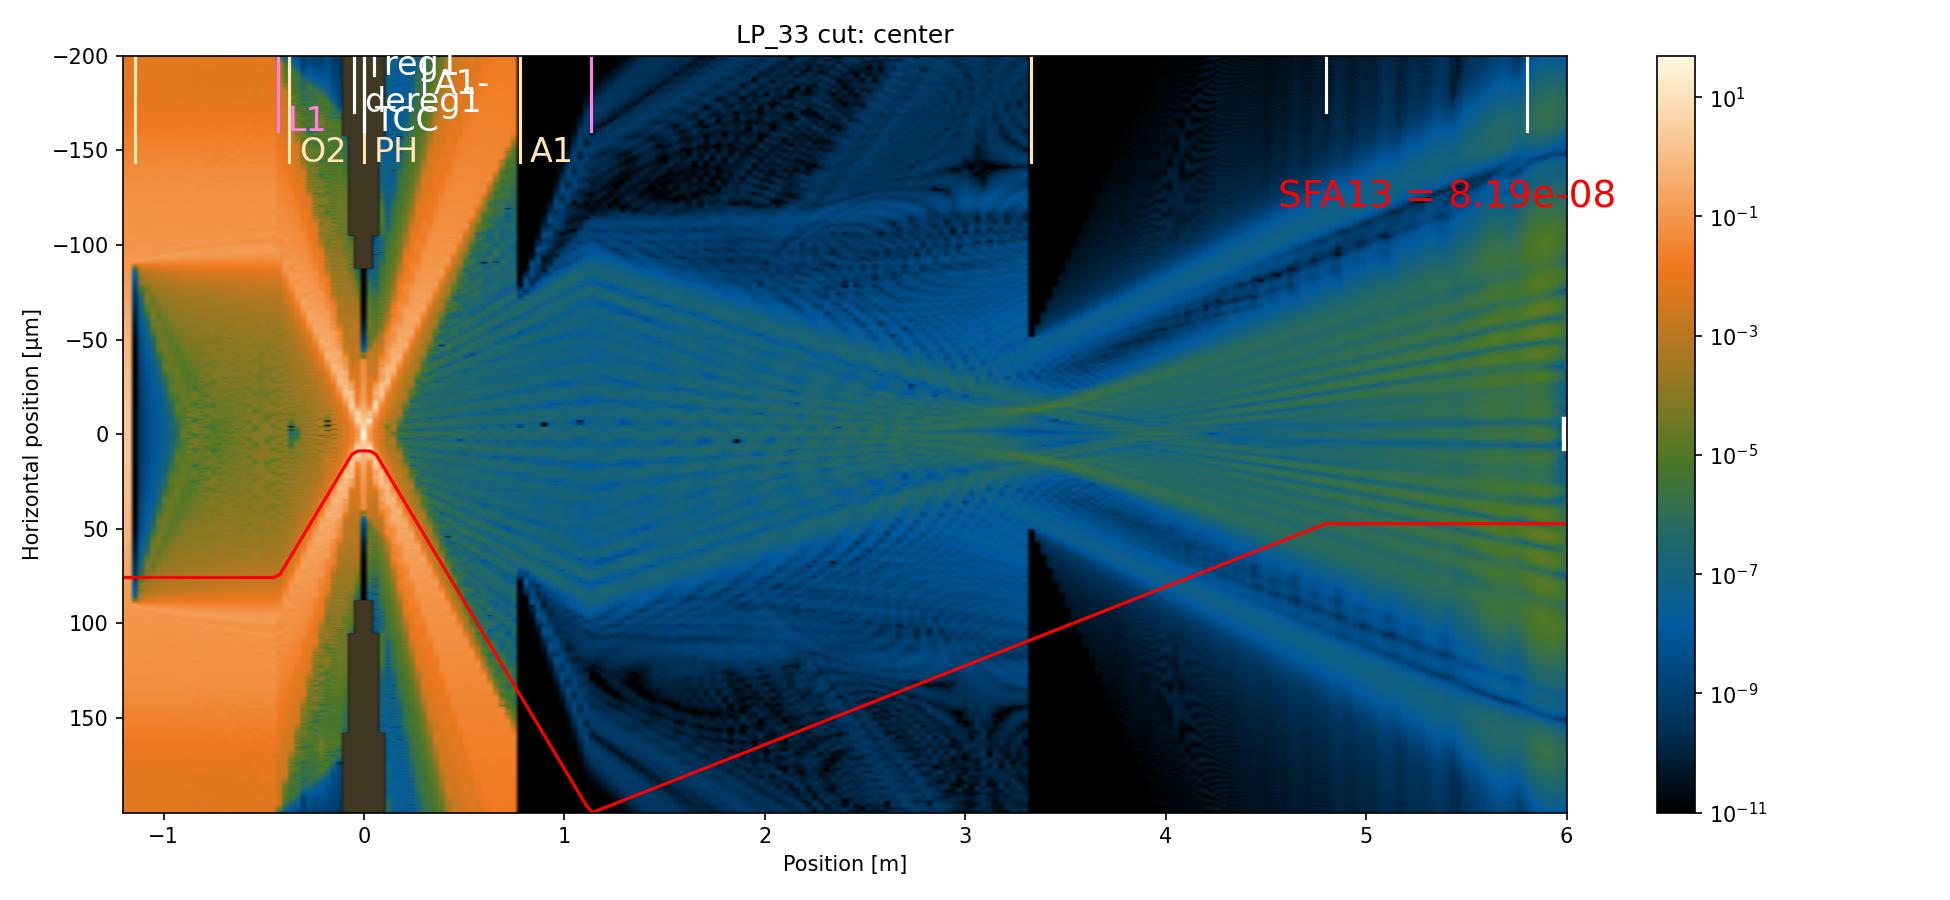 LP_33 cut: center
−200
−150
−100
−50
0
50
100
150
Horizontal position [µm]
reg1
A1-
dereg1
L1
TCC
O2
PH
A1
SFA13 = 8.19e-08
−1
0
1
2
3
4
5
6
Position [m]
10^1
10^−1
10^−3
10^−5
10^−7
10^−9
10^−11